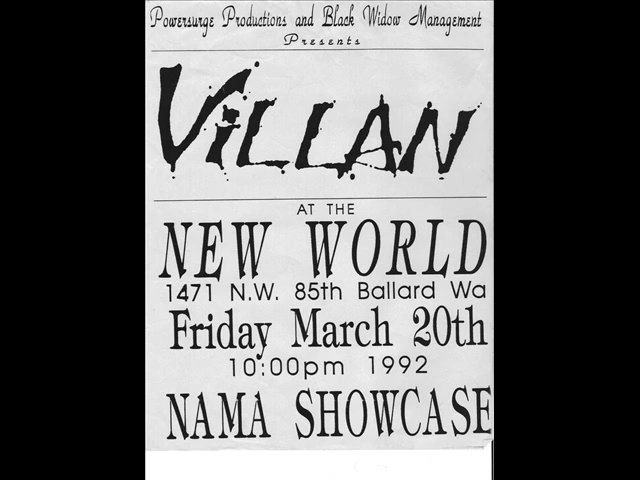 Powersurge Productions and Black Widow Management
Presents
ViLLAN
AT THE
NEW WORLD
1471 N.W. 85th Ballard Wa
Friday March 20th
10:00pm 1992
NAMA SHOWCASE